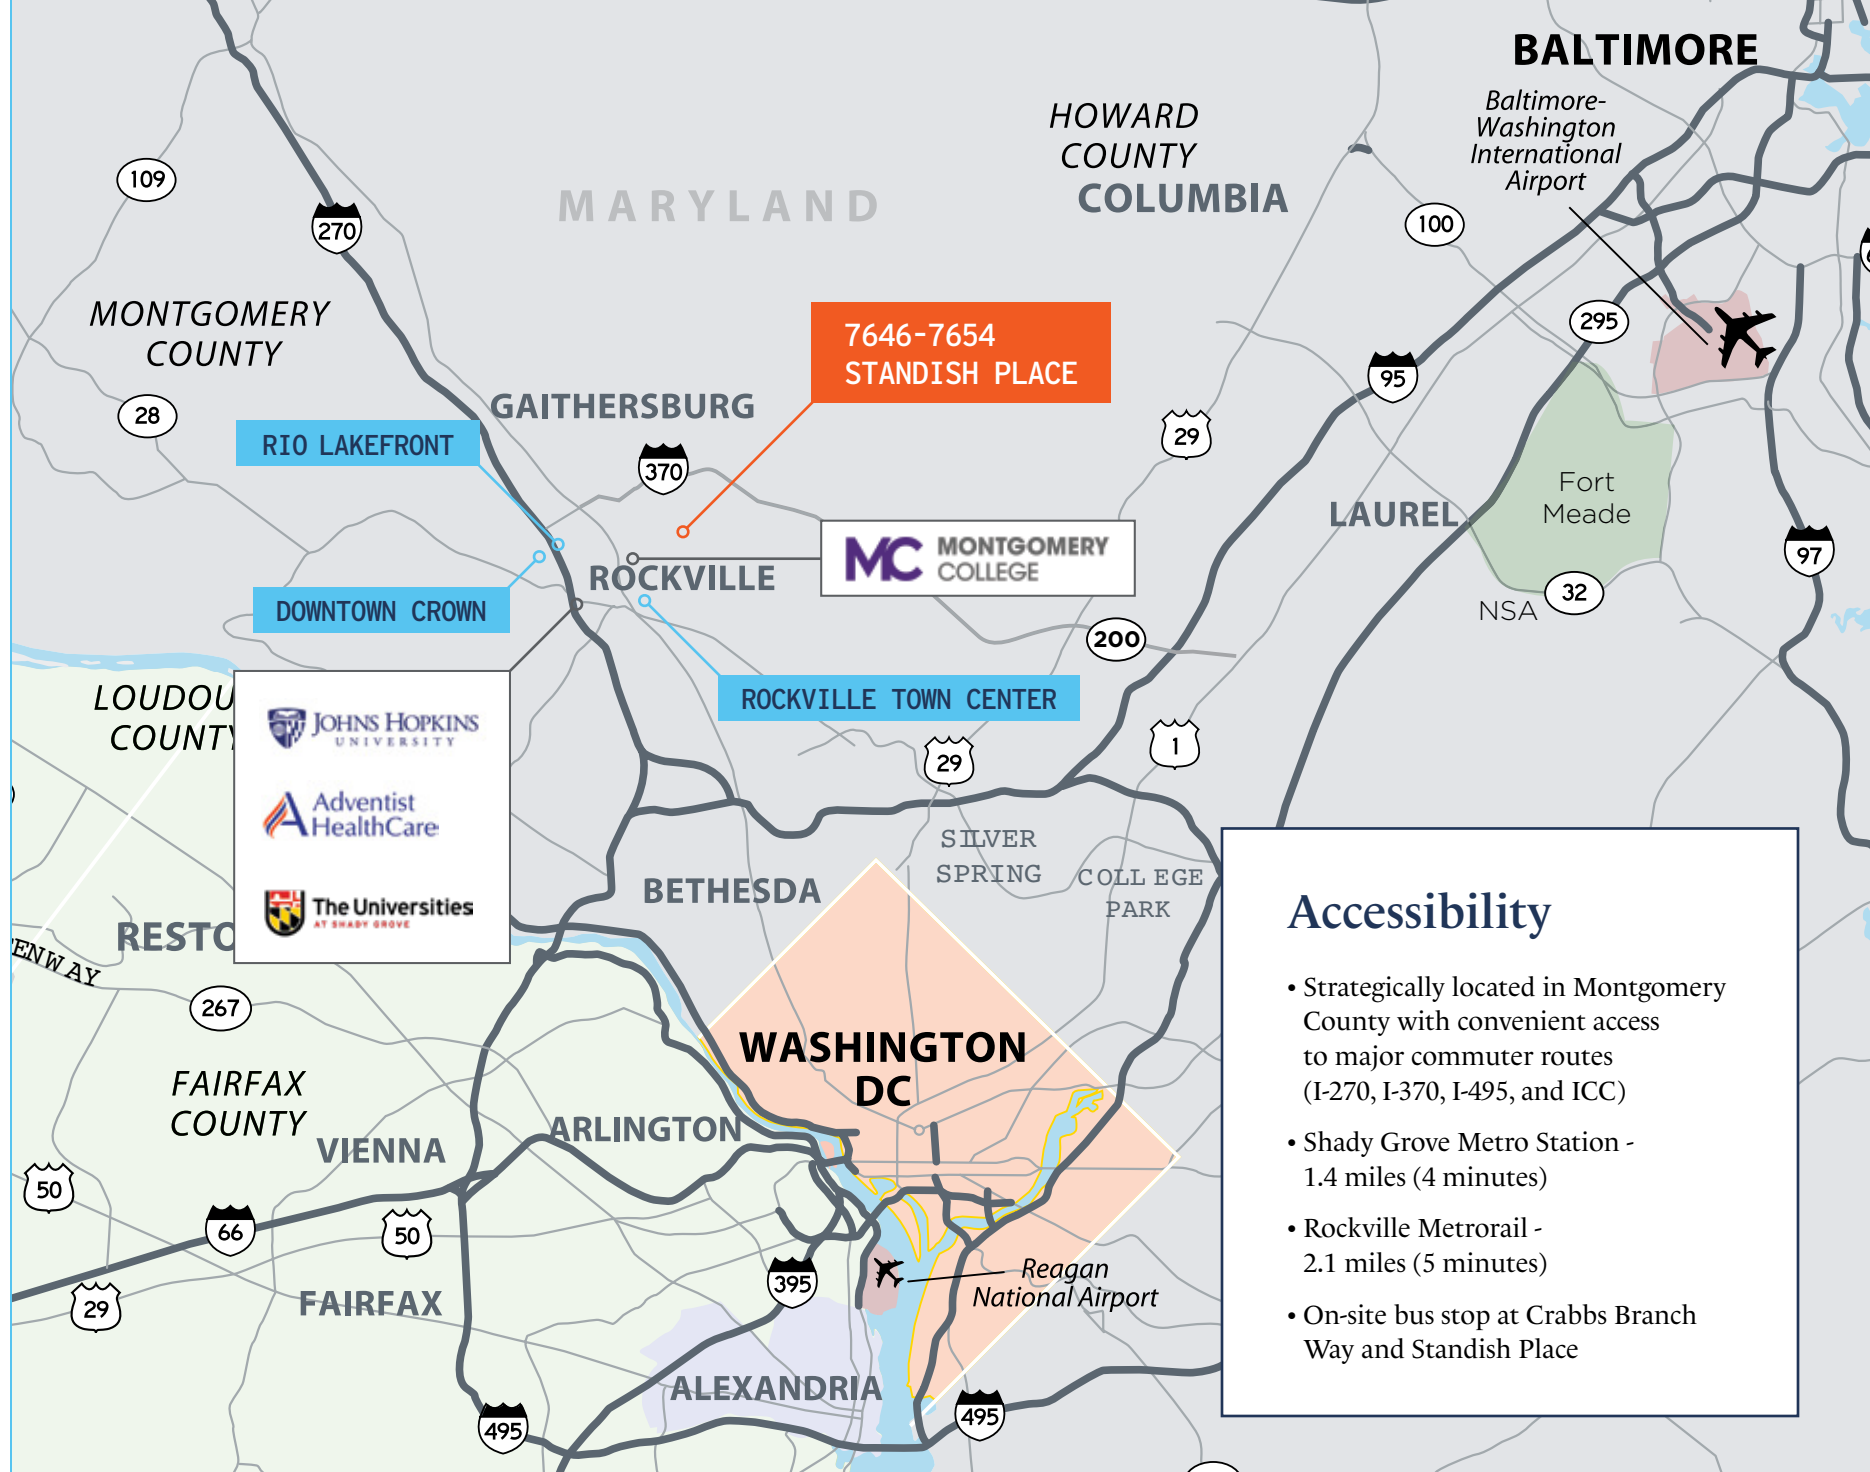 BALTIMORE
Baltimore-
Washington
International
Airport
HOWARD
COUNTY
COLUMBIA
MARYLAND
109
270
100
MONTGOMERY
COUNTY
7646-7654
STANDISH PLACE
295
95
28
GAITHERSBURG
29
RIO LAKEFRONT
370
Fort
Meade
LAUREL
MC MONTGOMERY
COLLEGE
97
ROCKVILLE
32
NSA
DOWNTOWN CROWN
200
LOUDOU
COUNTY
ROCKVILLE TOWN CENTER
JOHNS HOPKINS
UNIVERSITY
1
29
Adventist
HealthCare
SILVER
SPRING
COLLEGE
PARK
BETHESDA
The Universities
AT SHADY GROVE
RESTO
ENWAY
267
WASHINGTON
DC
FAIRFAX
COUNTY
ARLINGTON
VIENNA
50
66
50
29
395
Reagan
National Airport
FAIRFAX
ALEXANDRIA
495
495
Accessibility
• Strategically located in Montgomery
County with convenient access
to major commuter routes
(I-270, I-370, I-495, and ICC)
• Shady Grove Metro Station -
1.4 miles (4 minutes)
• Rockville Metrorail -
2.1 miles (5 minutes)
• On-site bus stop at Crabbs Branch
Way and Standish Place